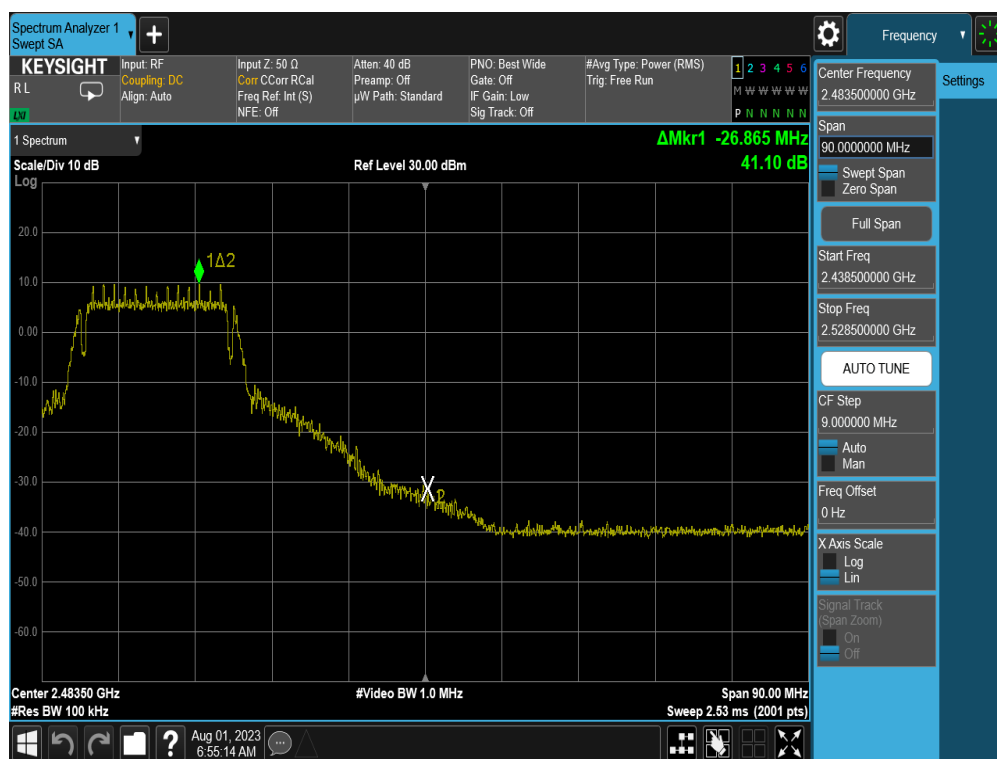 Spectrum Analyzer 1
Swept SA
Frequency
KEYSIGHT
R L
LXI
Input: RF
Coupling: DC
Align: Auto
Input Z: 50 Ω
Corr CCorr RCal
Freq Ref: Int (S)
NFE: Off
Atten: 40 dB
Preamp: Off
µW Path: Standard
PNO: Best Wide
Gate: Off
IF Gain: Low
Sig Track: Off
#Avg Type: Power (RMS)
Trig: Free Run
1 2 3 4 5 6
M W W W W W
P N N N N N
Center Frequency
2.483500000 GHz
Settings
1 Spectrum
ΔMkr1 -26.865 MHz
41.10 dB
Scale/Div 10 dB
Ref Level 30.00 dBm
Log
20.0
10.0
0.00
-10.0
-20.0
-30.0
-40.0
-50.0
-60.0
1Δ2
2
Span
90.0000000 MHz
Swept Span
Zero Span
Full Span
Start Freq
2.438500000 GHz
Stop Freq
2.528500000 GHz
AUTO TUNE
CF Step
9.000000 MHz
Auto
Man
Freq Offset
0 Hz
X Axis Scale
Log
Lin
Signal Track
(Span Zoom)
On
Off
Center 2.48350 GHz
#Video BW 1.0 MHz
Span 90.00 MHz
#Res BW 100 kHz
Sweep 2.53 ms (2001 pts)
?
Aug 01, 2023
6:55:14 AM